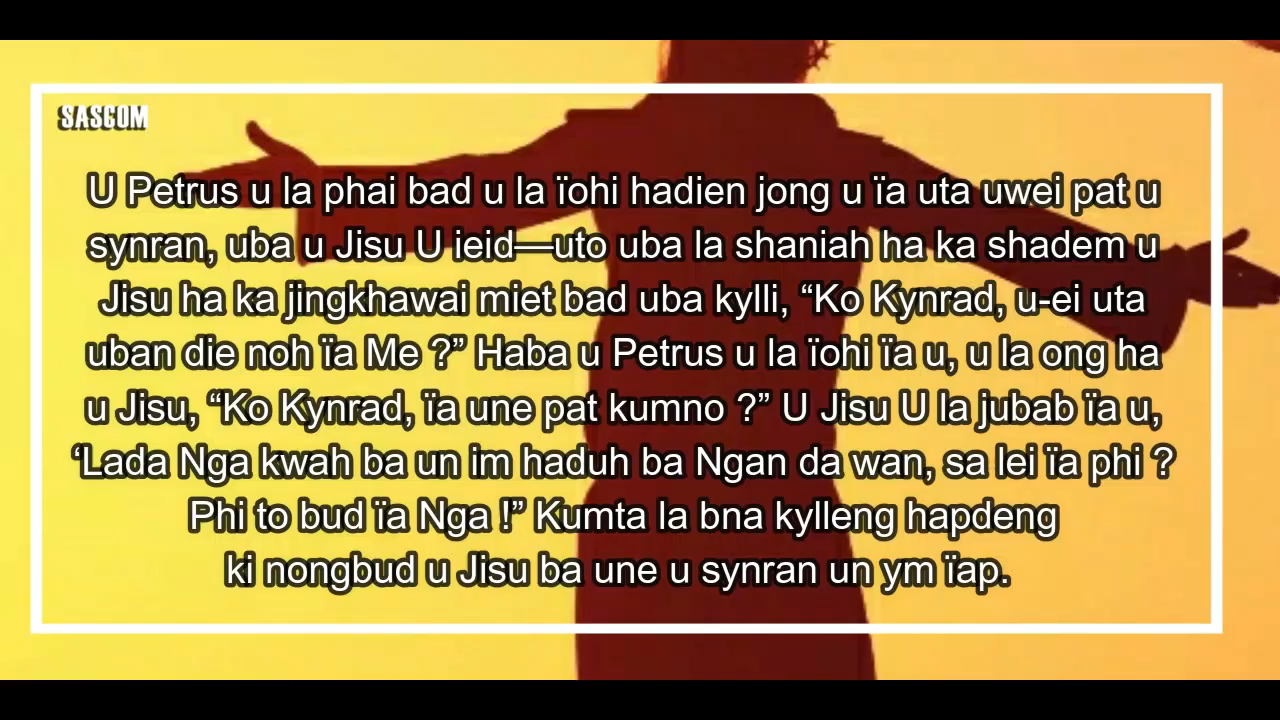 SASCOM
U Petrus u la phai bad u la ïohi hadien jong u ïa uta uwei pat u
synran, uba u Jisu U ieid—uto uba la shaniah ha ka shadem u
Jisu ha ka jingkhawai miet bad uba kylli, “Ko Kynrad, u-ei uta
uban die noh ïa Me ?” Haba u Petrus u la ïohi ïa u, u la ong ha
u Jisu, “Ko Kynrad, ïa une pat kumno ?” U Jisu U la jubab ïa u,
‘Lada Nga kwah ba un im haduh ba Ngan da wan, sa lei ïa phi ?
Phi to bud ïa Nga !” Kumta la bna kylleng hapdeng
ki nongbud u Jisu ba une u synran un ym ïap.